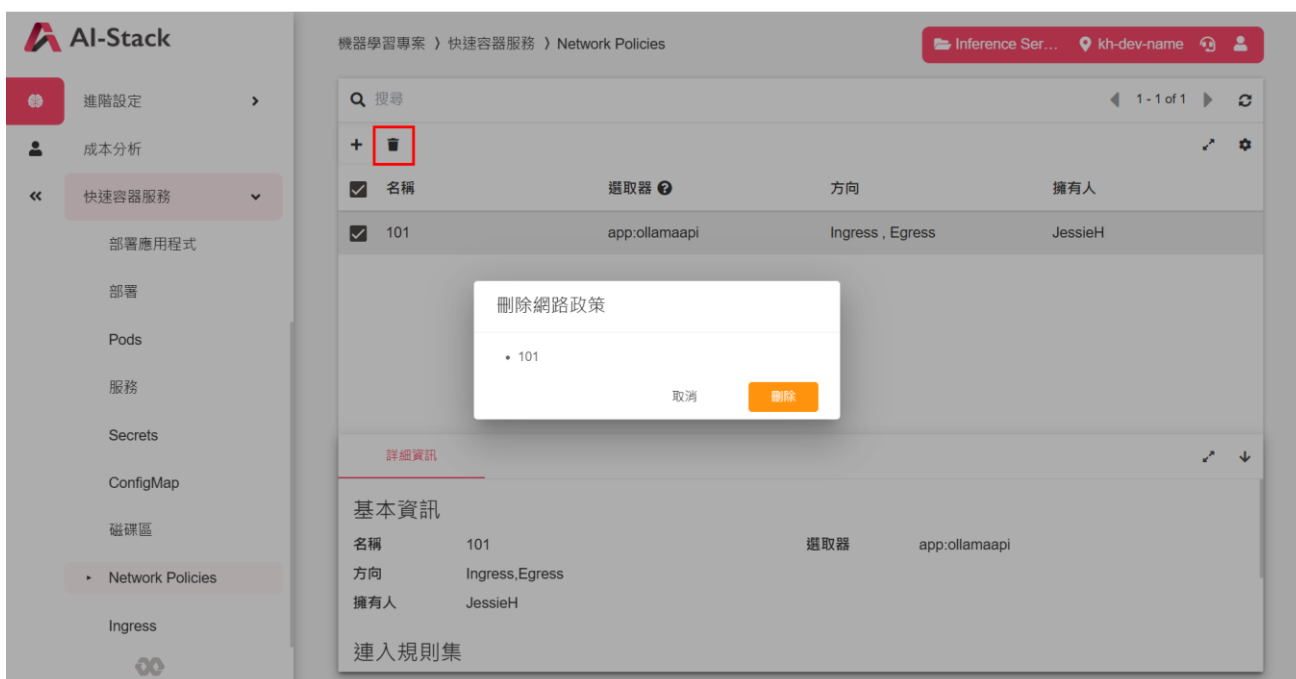 AI-Stack
機器學習專案 〉快速容器服務 〉Network Policies
Inference Ser...
kh-dev-name
進階設定
成本分析
快速容器服務
部署應用程式
部署
Pods
服務
Secrets
ConfigMap
磁碟區
Network Policies
Ingress
搜尋
1 - 1 of 1
名稱 選取器 方向 擁有人
101 app:ollamaapi Ingress , Egress JessieH
刪除網路政策
• 101
取消 刪除
詳細資訊
基本資訊
名稱 101 選取器 app:ollamaapi
方向 Ingress,Egress
擁有人 JessieH
連入規則集